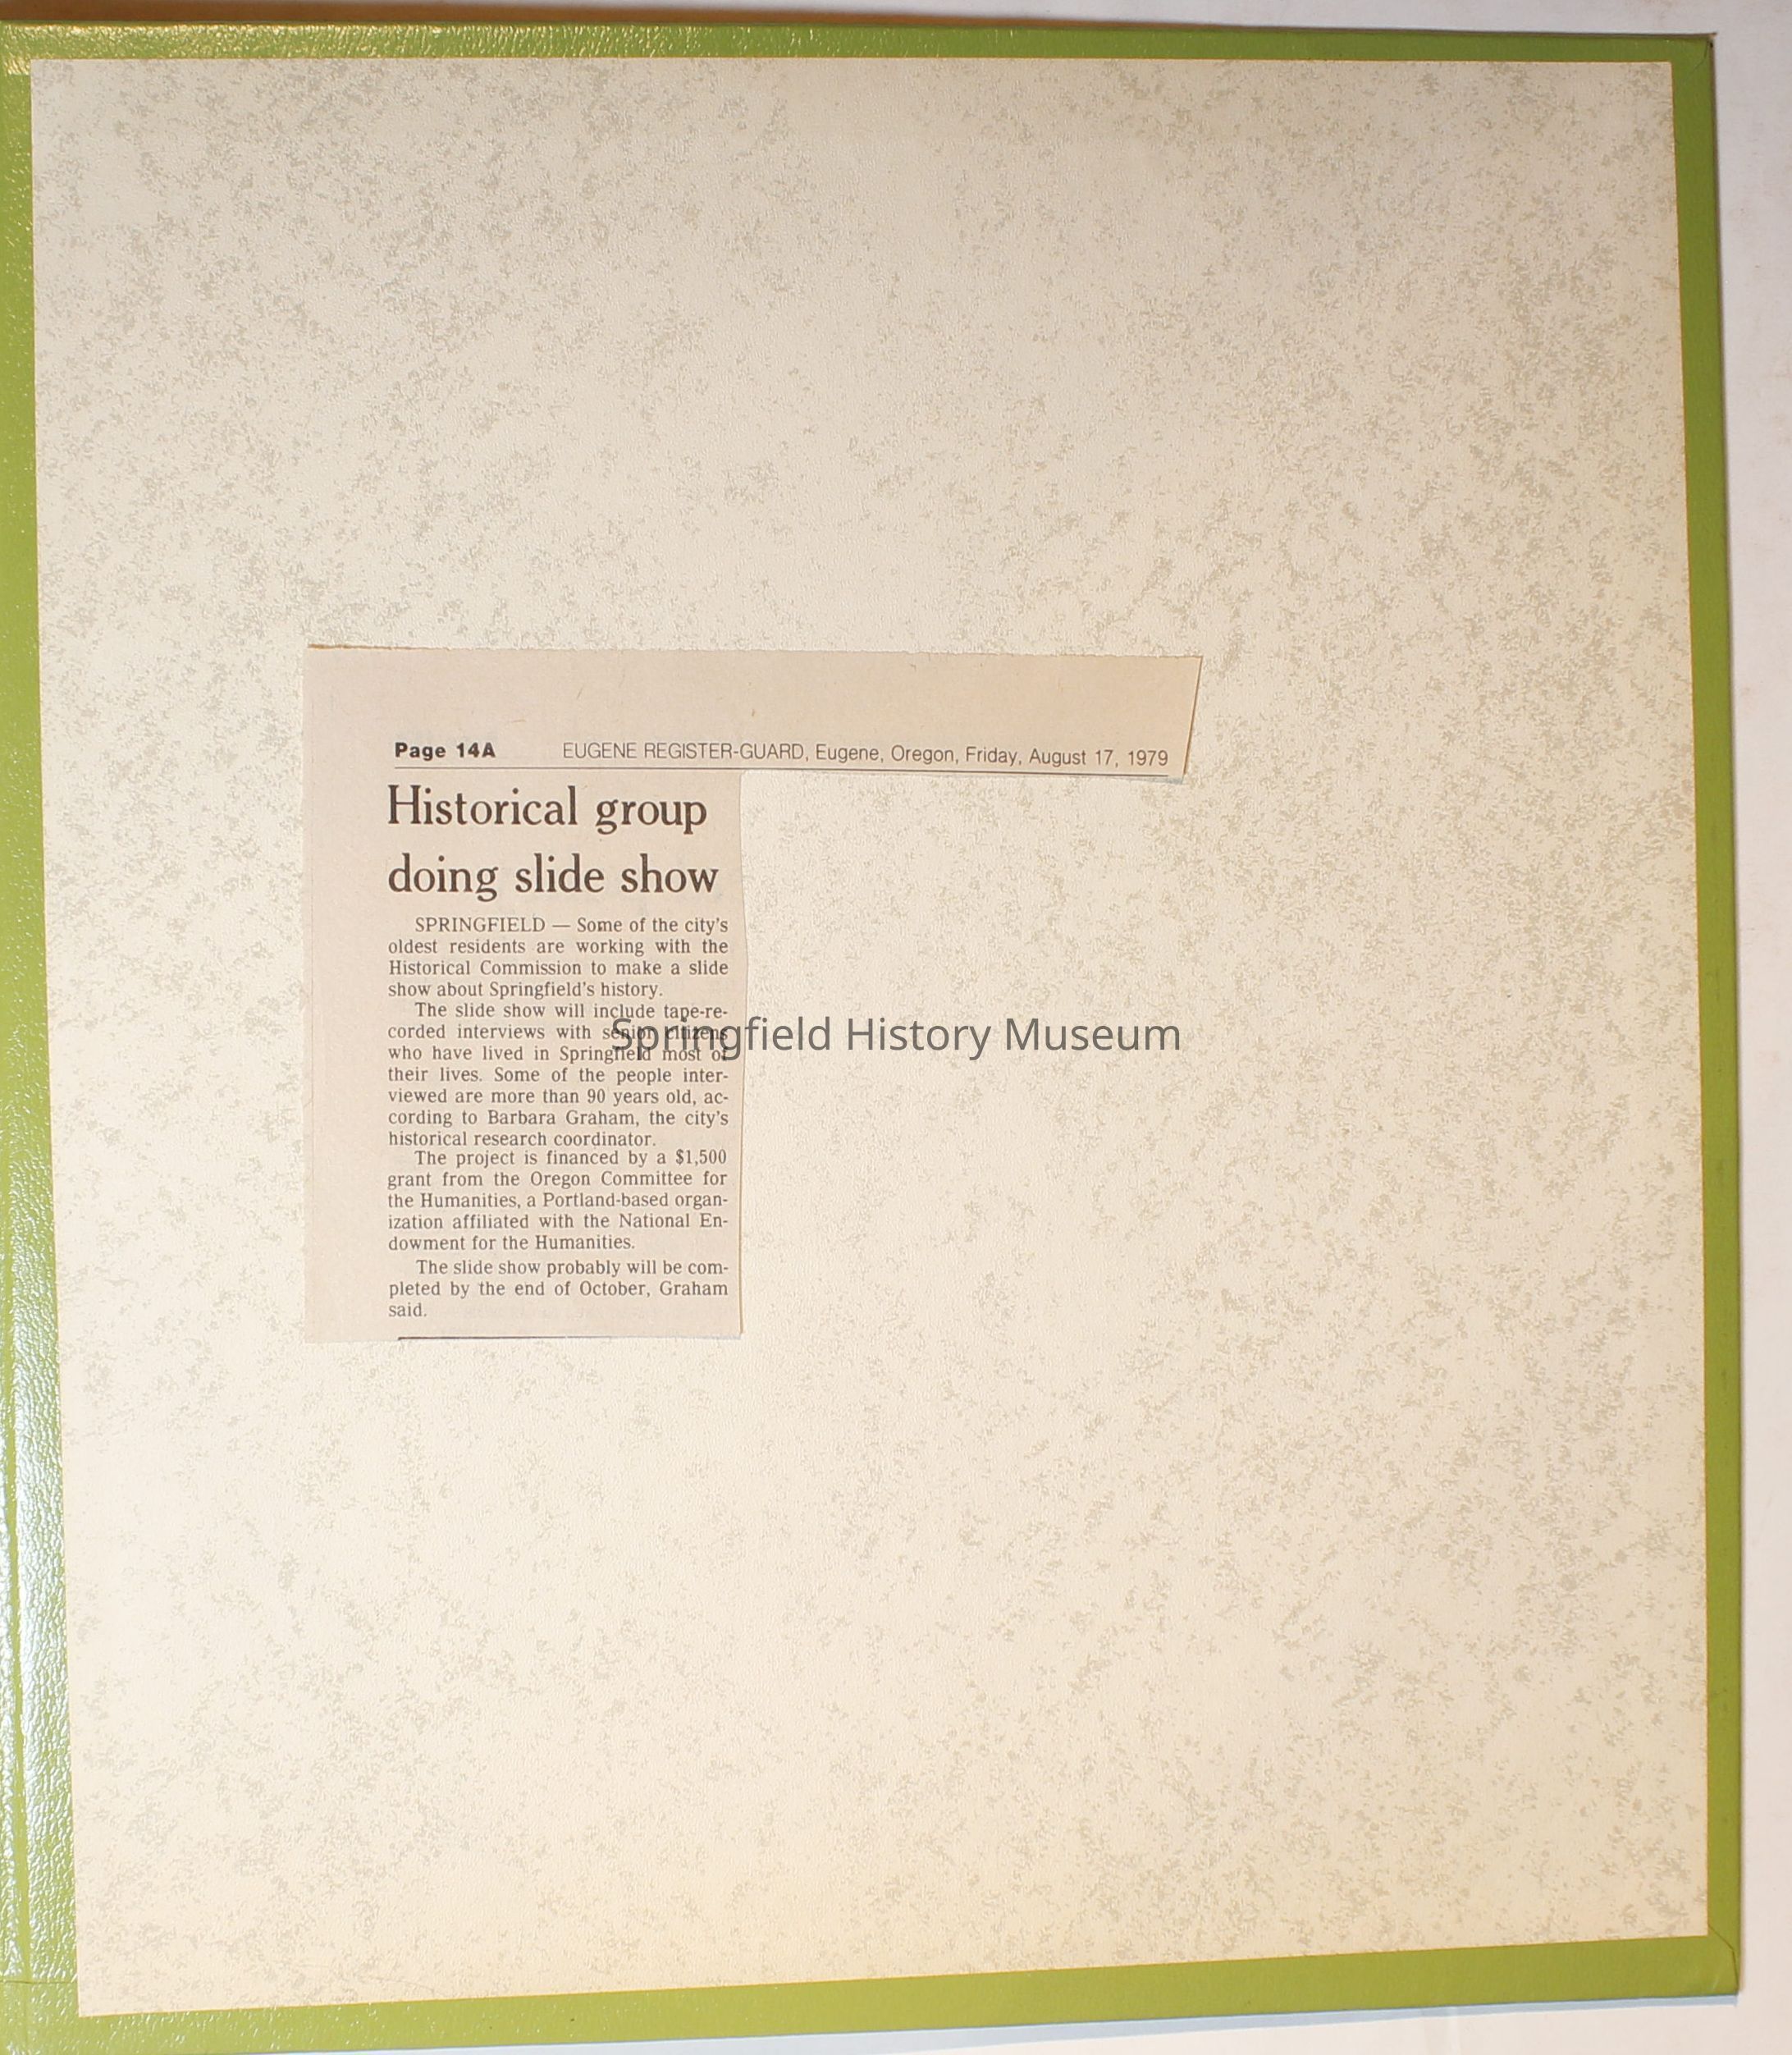 Page 14A EUGENE REGISTER-GUARD, Eugene, Oregon, Friday, August 17, 1979
Historical group
doing slide show
SPRINGFIELD — Some of the city's
oldest residents are working with the
Historical Commission to make a slide
show about Springfield's history.
The slide show will include tape-re-
corded interviews with senior citizens
who have lived in Springfield most of
their lives. Some of the people inter-
viewed are more than 90 years old, ac-
cording to Barbara Graham, the city's
historical research coordinator.
The project is financed by a $1,500
grant from the Oregon Committee for
the Humanities, a Portland-based organ-
ization affiliated with the National En-
dowment for the Humanities.
The slide show probably will be com-
pleted by the end of October, Graham
said.
Springfield History Museum